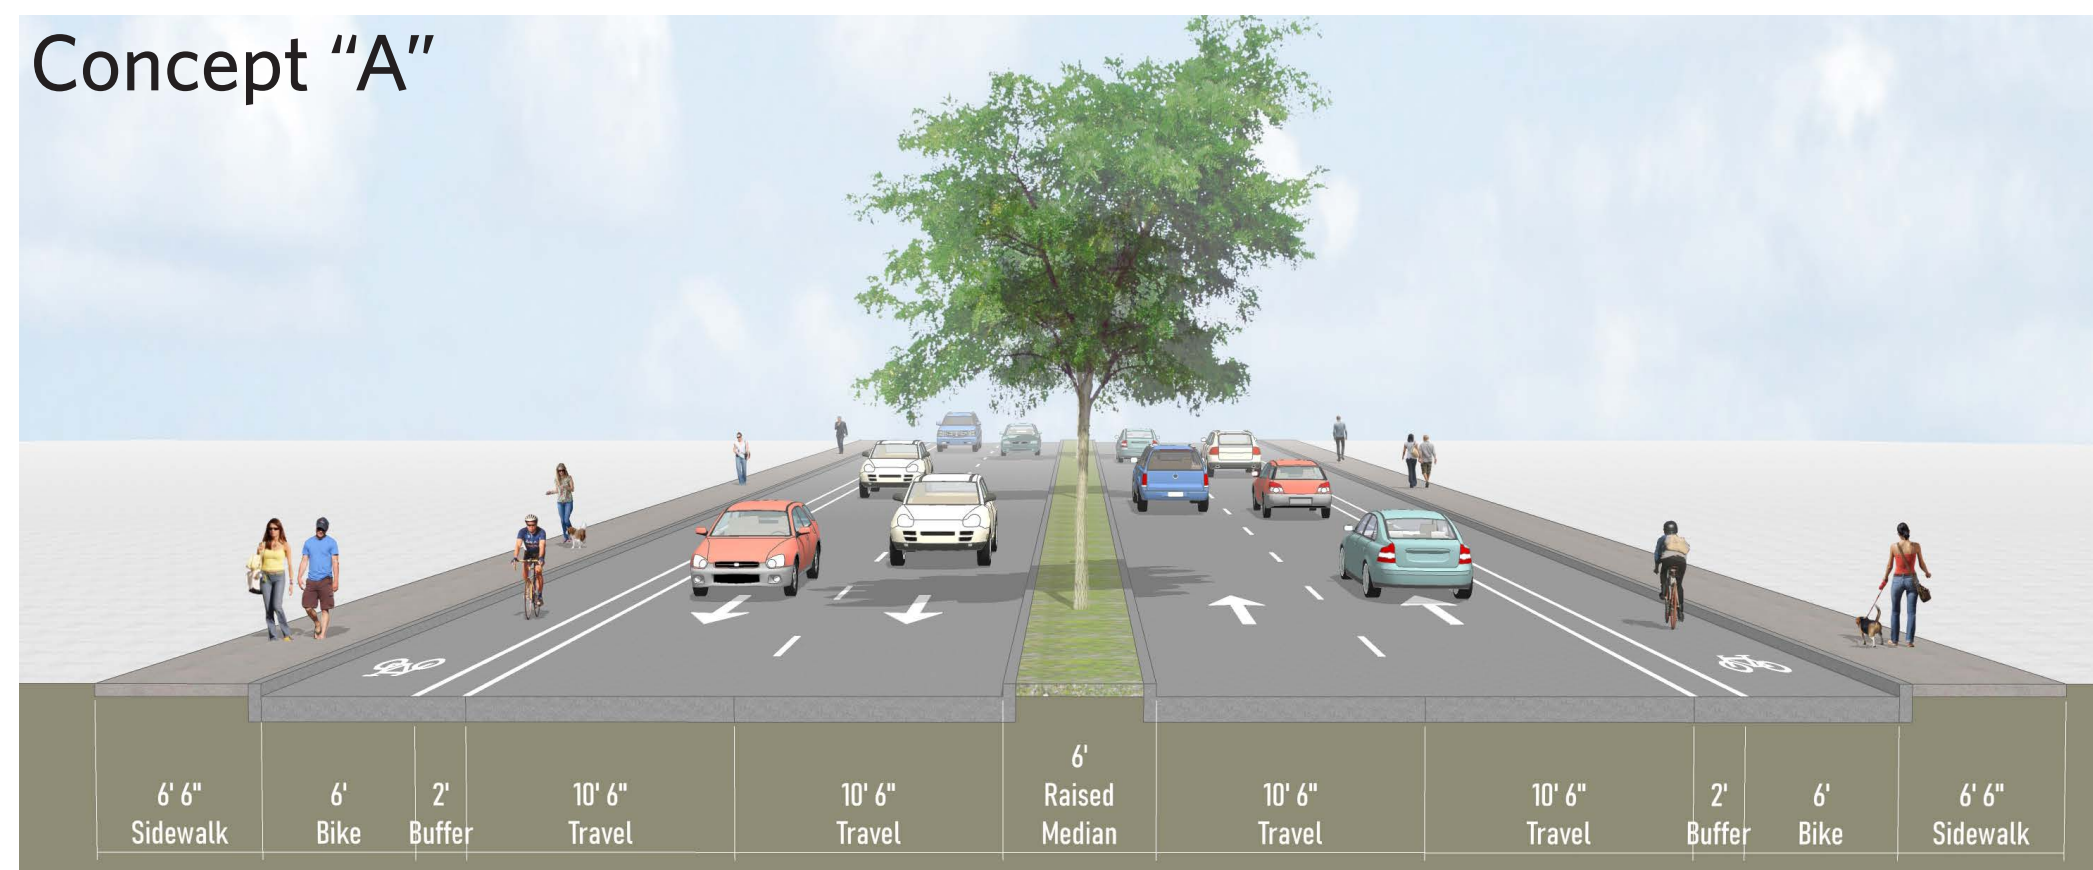 Concept “A”
6' 6"
Sidewalk
6'
Bike
2'
Buffer
10' 6"
Travel
10' 6"
Travel
6'
Raised
Median
10' 6"
Travel
10' 6"
Travel
2'
Buffer
6'
Bike
6' 6"
Sidewalk